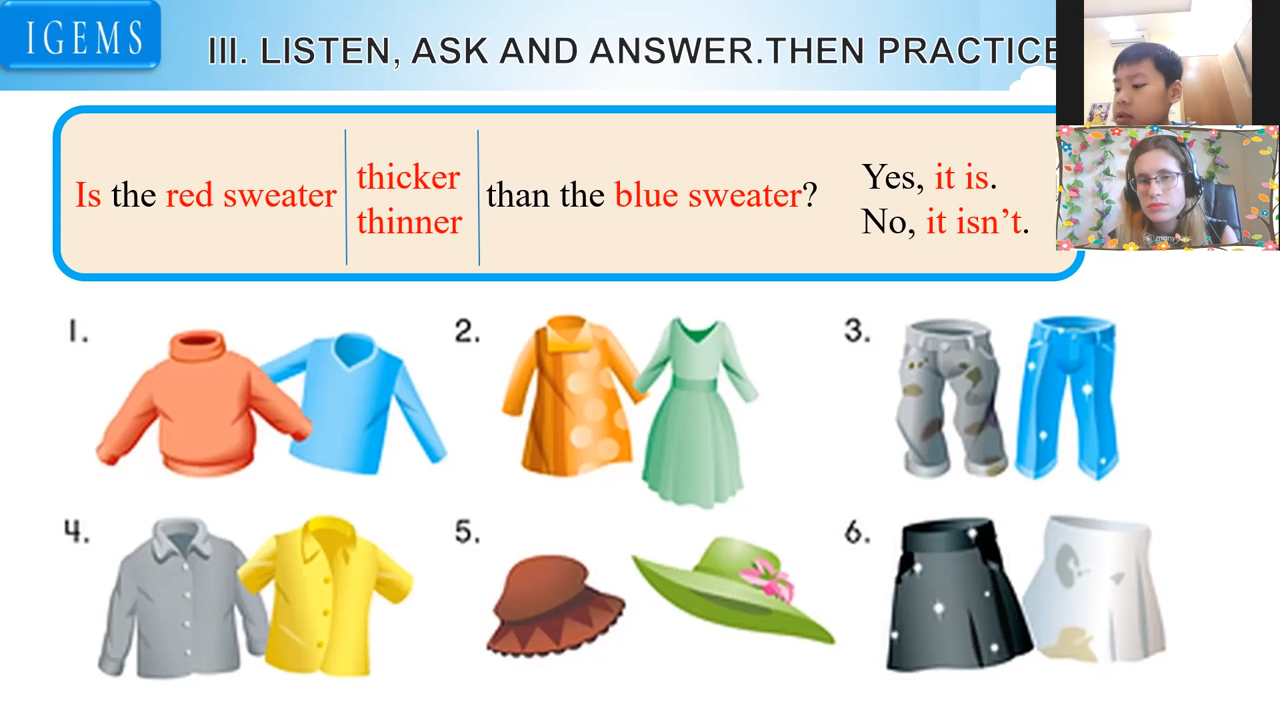 IGEMS
III. LISTEN, ASK AND ANSWER.THEN PRACTICE
Is the red sweater
thicker
thinner
than the blue sweater?
Yes, it is.
No, it isn't.
1.
2.
3.
4.
5.
6.